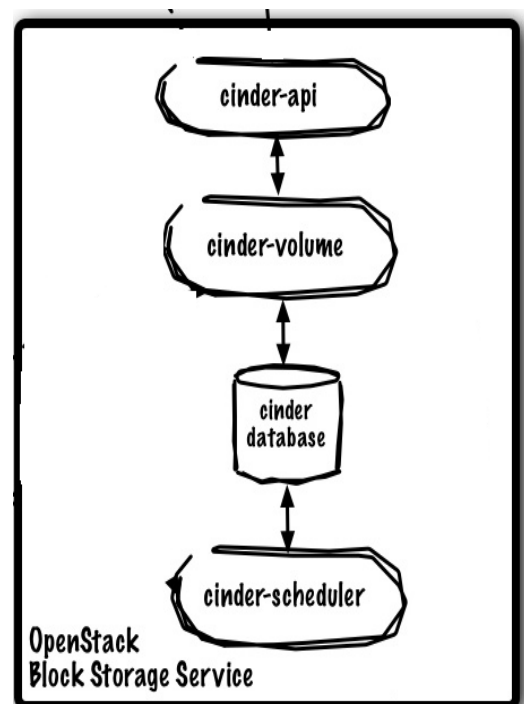 cinder-api
cinder-volume
cinder
database
cinder-scheduler
OpenStack
Block Storage Service